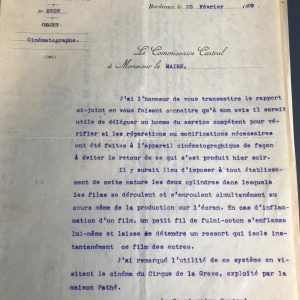 Bordeaux, le 20 Février 1909
N° 2505
OBJET:
Cinématographe.
Le Commissaire Central
à Monsieur le MAIRE,
J'ai l'honneur de vous transmettre le rapport
ci-joint en vous faisant connaître qu'à mon avis il serait
utile de déléguer un homme du service compétent pour vé-
rifier si les réparations ou modifications nécessaires
ont été faites à l'appareil cinématographique de façon
à éviter le retour de ce qui s'est produit hier soir.
Il y aurait lieu d'imposer à tout établisse-
ment de cette nature les deux cylindres dans lesquels
les films se déroulent et s'enroulent simultanément au
cours même de la production sur l'écran. En cas d'inflam-
mation d'un film, un petit fil de fulmi-coton s'enflamme
lui-même et laisse de détendre un ressort qui isole ins-
tantanément ce film des autres.
J'ai remarqué l'utilité de ce système en vi-
sitant le cinéma du Cirque de la Grave, exploité par la
maison Pathé.